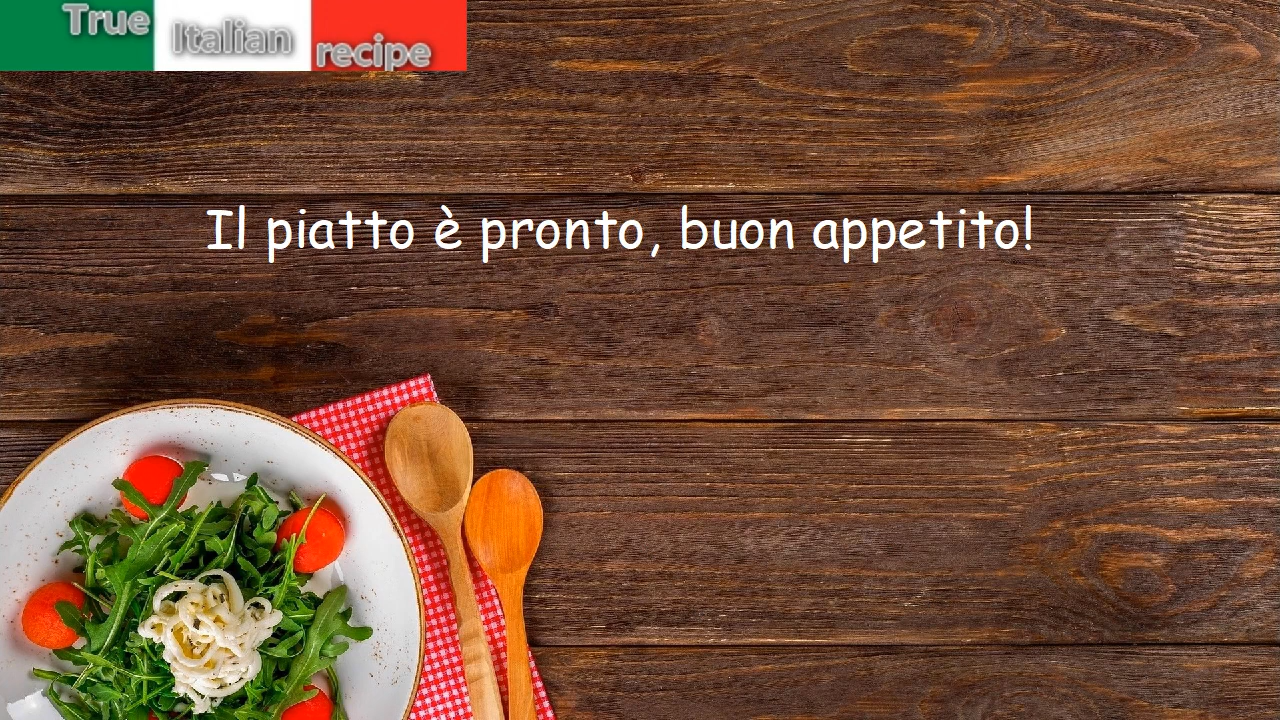 True Italian recipe
Il piatto è pronto, buon appetito!